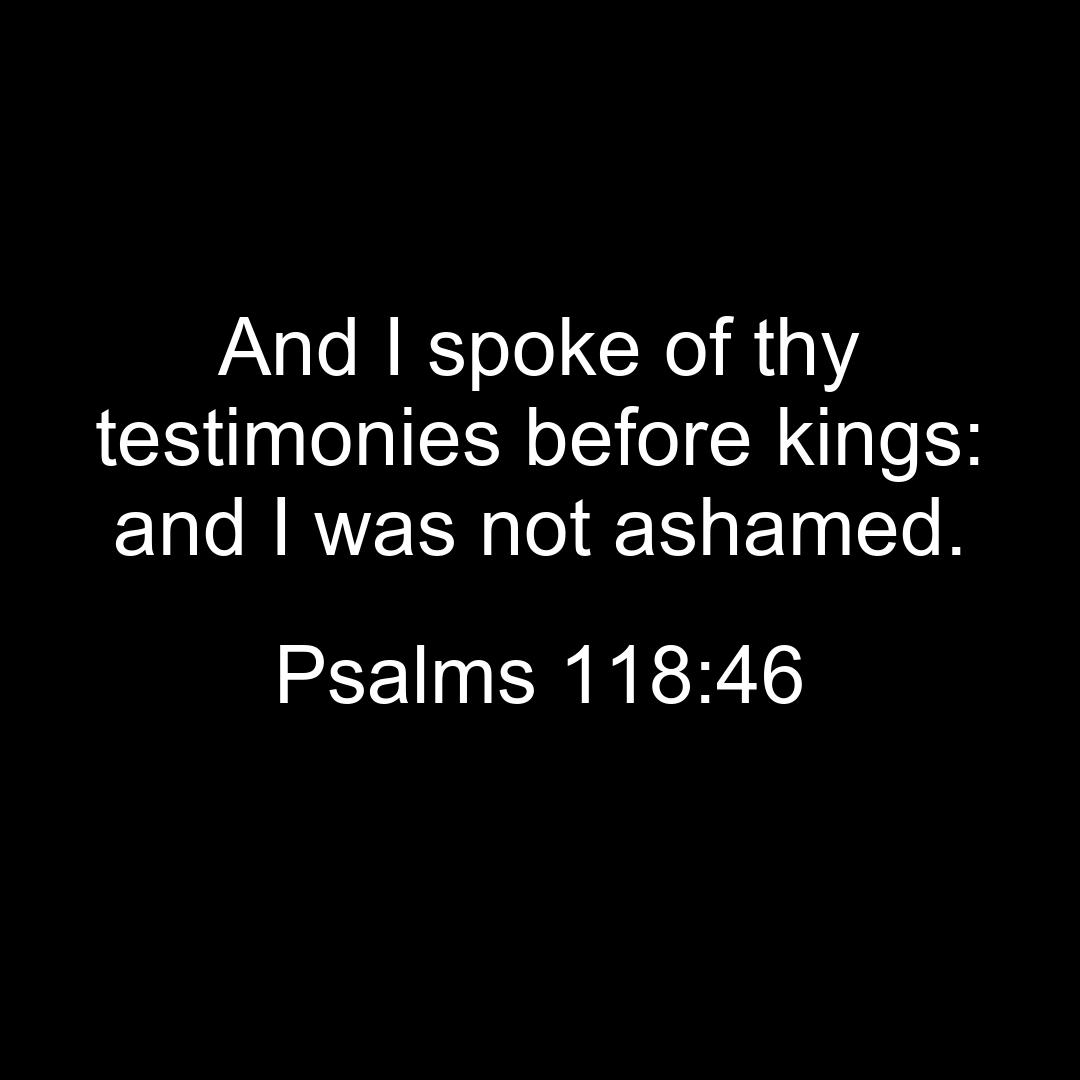 And I spoke of thy
testimonies before kings:
and I was not ashamed.
Psalms 118:46